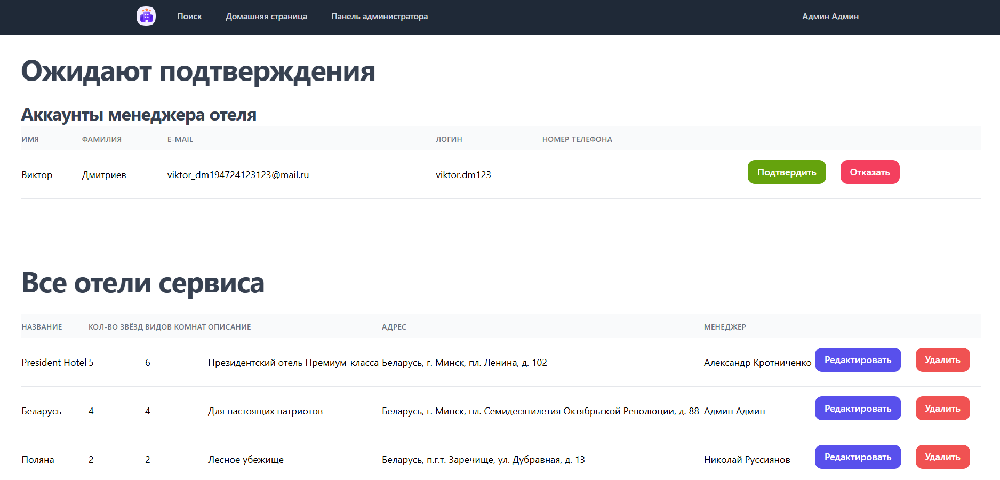 Поиск Домашняя страница Панель администратора Админ Админ
Ожидают подтверждения
Аккаунты менеджера отеля
ИМЯ ФАМИЛИЯ E-MAIL ЛОГИН НОМЕР ТЕЛЕФОНА
Виктор Дмитриев viktor_dm194724123123@mail.ru viktor.dm123 – Подтвердить Отказать
Все отели сервиса
НАЗВАНИЕ КОЛ-ВО ЗВЁЗД ВИДОВ КОМНАТ ОПИСАНИЕ АДРЕС МЕНЕДЖЕР
President Hotel 5 6 Президентский отель Премиум-класса Беларусь, г. Минск, пл. Ленина, д. 102 Александр Кротниченко Редактировать Удалить
Беларусь 4 4 Для настоящих патриотов Беларусь, г. Минск, пл. Семидесятилетия Октябрьской Революции, д. 88 Админ Админ Редактировать Удалить
Поляна 2 2 Лесное убежище Беларусь, п.г.т. Заречище, ул. Дубравная, д. 13 Николай Руссиянов Редактировать Удалить